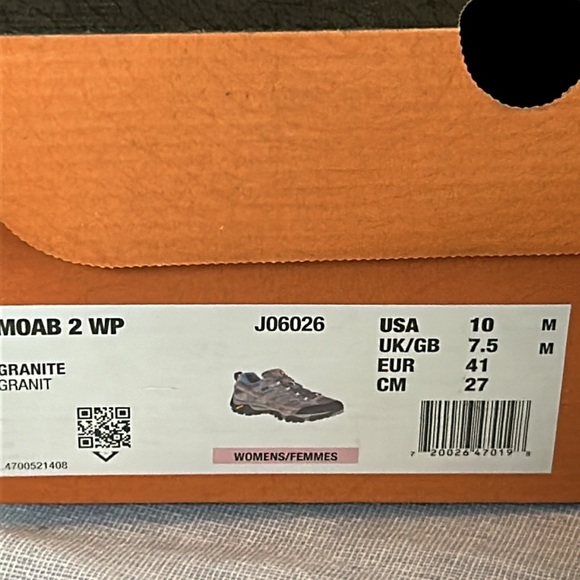 MOAB 2 WP
J06026
GRANITE
GRANIT
USA 10 M
UK/GB 7.5 M
EUR 41
CM 27
WOMENS/FEMMES
4700521408
7 20026 47019 8